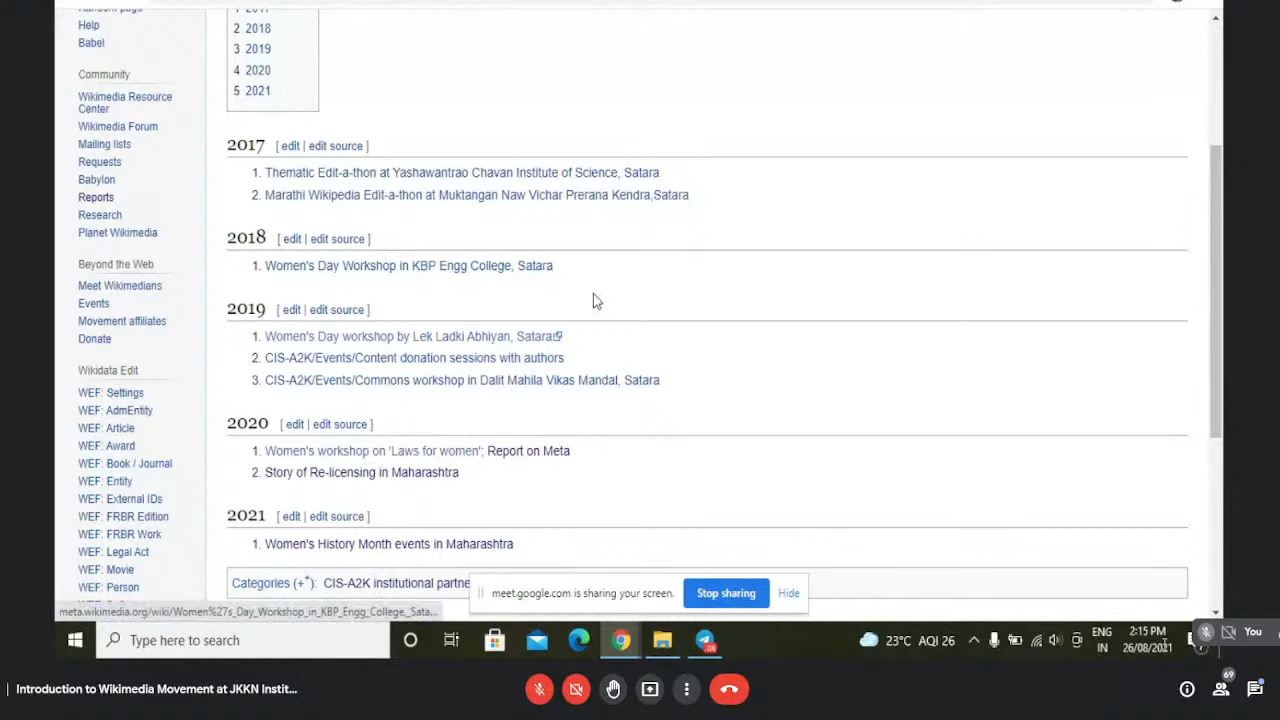 Help
Babel
Community
Wikimedia Resource
Center
Wikimedia Forum
Mailing lists
Requests
Babylon
Reports
Research
Planet Wikimedia
Beyond the Web
Meet Wikimedians
Events
Movement affiliates
Donate
Wikidata Edit
WEF: Settings
WEF: AdmEntity
WEF: Article
WEF: Award
WEF: Book / Journal
WEF: Entity
WEF: External IDs
WEF: FRBR Edition
WEF: FRBR Work
WEF: Legal Act
WEF: Movie
WEF: Person
2 2018
3 2019
4 2020
5 2021
2017 [ edit | edit source ]
1. Thematic Edit-a-thon at Yashawantrao Chavan Institute of Science, Satara
2. Marathi Wikipedia Edit-a-thon at Muktangan Naw Vichar Prerana Kendra,Satara
2018 [ edit | edit source ]
1. Women's Day Workshop in KBP Engg College, Satara
2019 [ edit | edit source ]
1. Women's Day workshop by Lek Ladki Abhiyan, Satara
2. CIS-A2K/Events/Content donation sessions with authors
3. CIS-A2K/Events/Commons workshop in Dalit Mahila Vikas Mandal, Satara
2020 [ edit | edit source ]
1. Women's workshop on 'Laws for women'; Report on Meta
2. Story of Re-licensing in Maharashtra
2021 [ edit | edit source ]
1. Women's History Month events in Maharashtra
Categories (+⁺): CIS-A2K institutional partne
meet.google.com is sharing your screen. Stop sharing Hide
meta.wikimedia.org/wiki/Women%27s_Day_Workshop_in_KBP_Engg_College,_Sata...
Type here to search
08
23°C AQI 26
ENG
IN
2:15 PM
26/08/2021
You
Introduction to Wikimedia Movement at JKKN Instit...
69